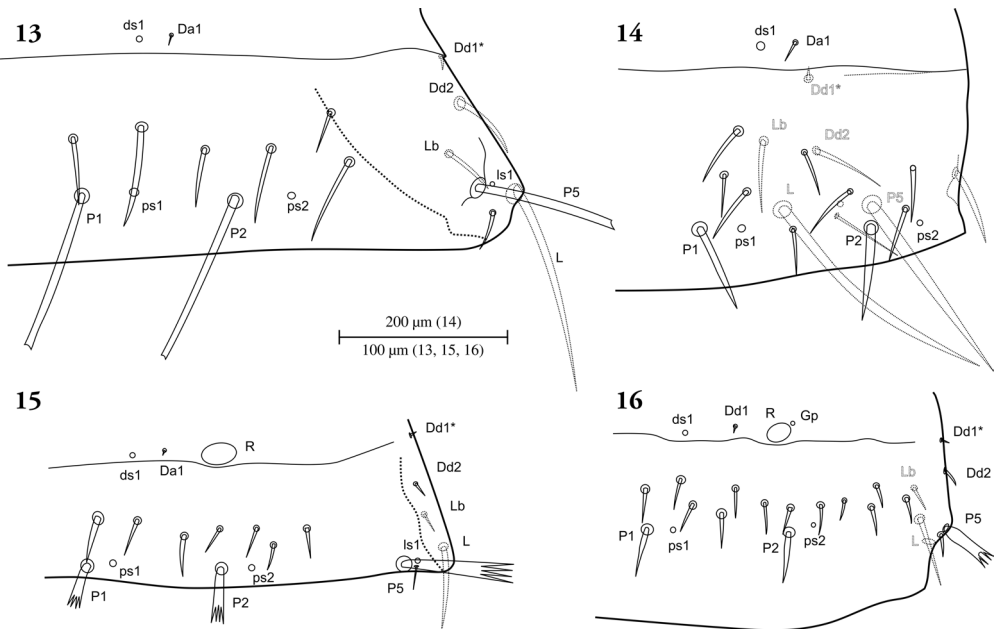 13
ds1
Da1
Dd1*
Dd2
Lb
ls1
P5
P1
ps1
P2
ps2
L
200 µm (14)
100 µm (13, 15, 16)
14
ds1
Da1
Dd1*
Lb
Dd2
L
P5
P1
ps1
P2
ps2
15
ds1
Da1
R
Dd1*
Dd2
Lb
L
ls1
P1
ps1
P2
ps2
P5
16
ds1
Dd1
R
Gp
Dd1*
Dd2
Lb
P5
P1
ps1
P2
ps2
L